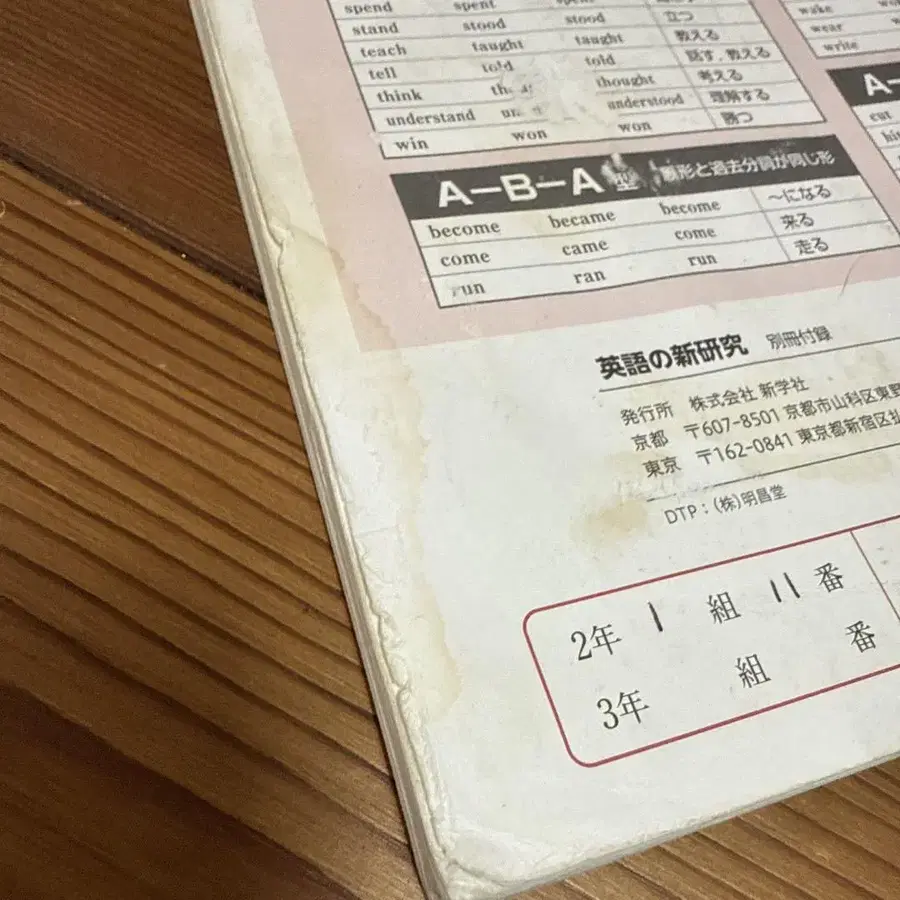 spend spent
stand stood stood 立つ
teach taught taught 教える
tell told told 話す, 教える
think thought 考える
understand understood 理解する
win won won 勝つ
A-B-A型 原形と過去分詞が同じ形
become became become ～になる
come came come 来る
run ran run 走る
wake
wear
write
cut
英語の新研究 別冊付録
発行所 株式会社 新学社
京都 〒607-8501 京都市山科区東野
東京 〒162-0841 東京都新宿区払
DTP：(株)明昌堂
2年 1 組 11 番
3年 組 番